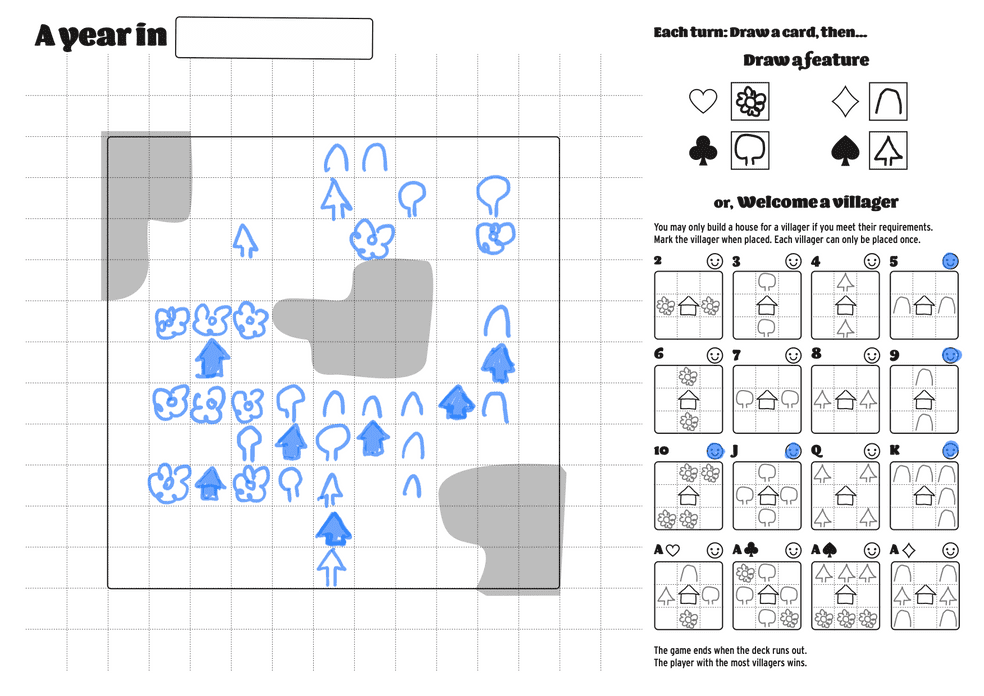 A year in
Each turn: Draw a card, then...
Draw a feature
or, Welcome a villager
You may only build a house for a villager if you meet their requirements.
Mark the villager when placed. Each villager can only be placed once.
2 3 4 5
6 7 8 9
10 J Q K
A♡ A♣ A♠ A♢
The game ends when the deck runs out.
The player with the most villagers wins.